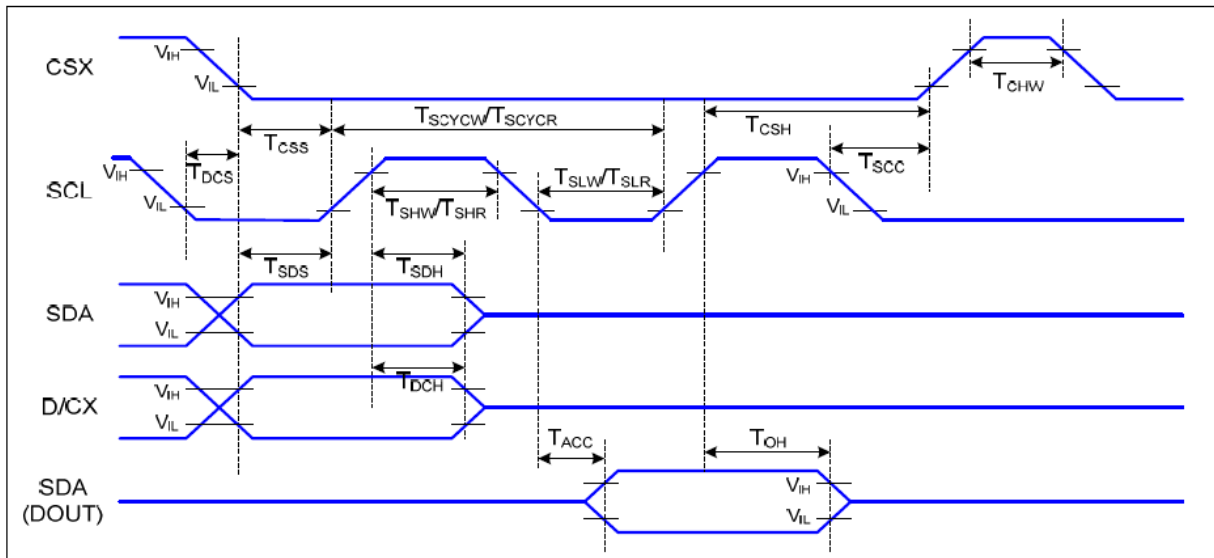 CSX
VIH
VIL
TCHW
TSCYCW/TSCYCR
TCSH
TCSS
TDCS
TSCC
SCL
VIH
VIL
TSHW/TSHR
TSLW/TSLR
VIH
VIL
TSDS
TSDH
SDA
VIH
VIL
TDCH
D/CX
VIH
VIL
TACC
TOH
SDA
(DOUT)
VIH
VIL